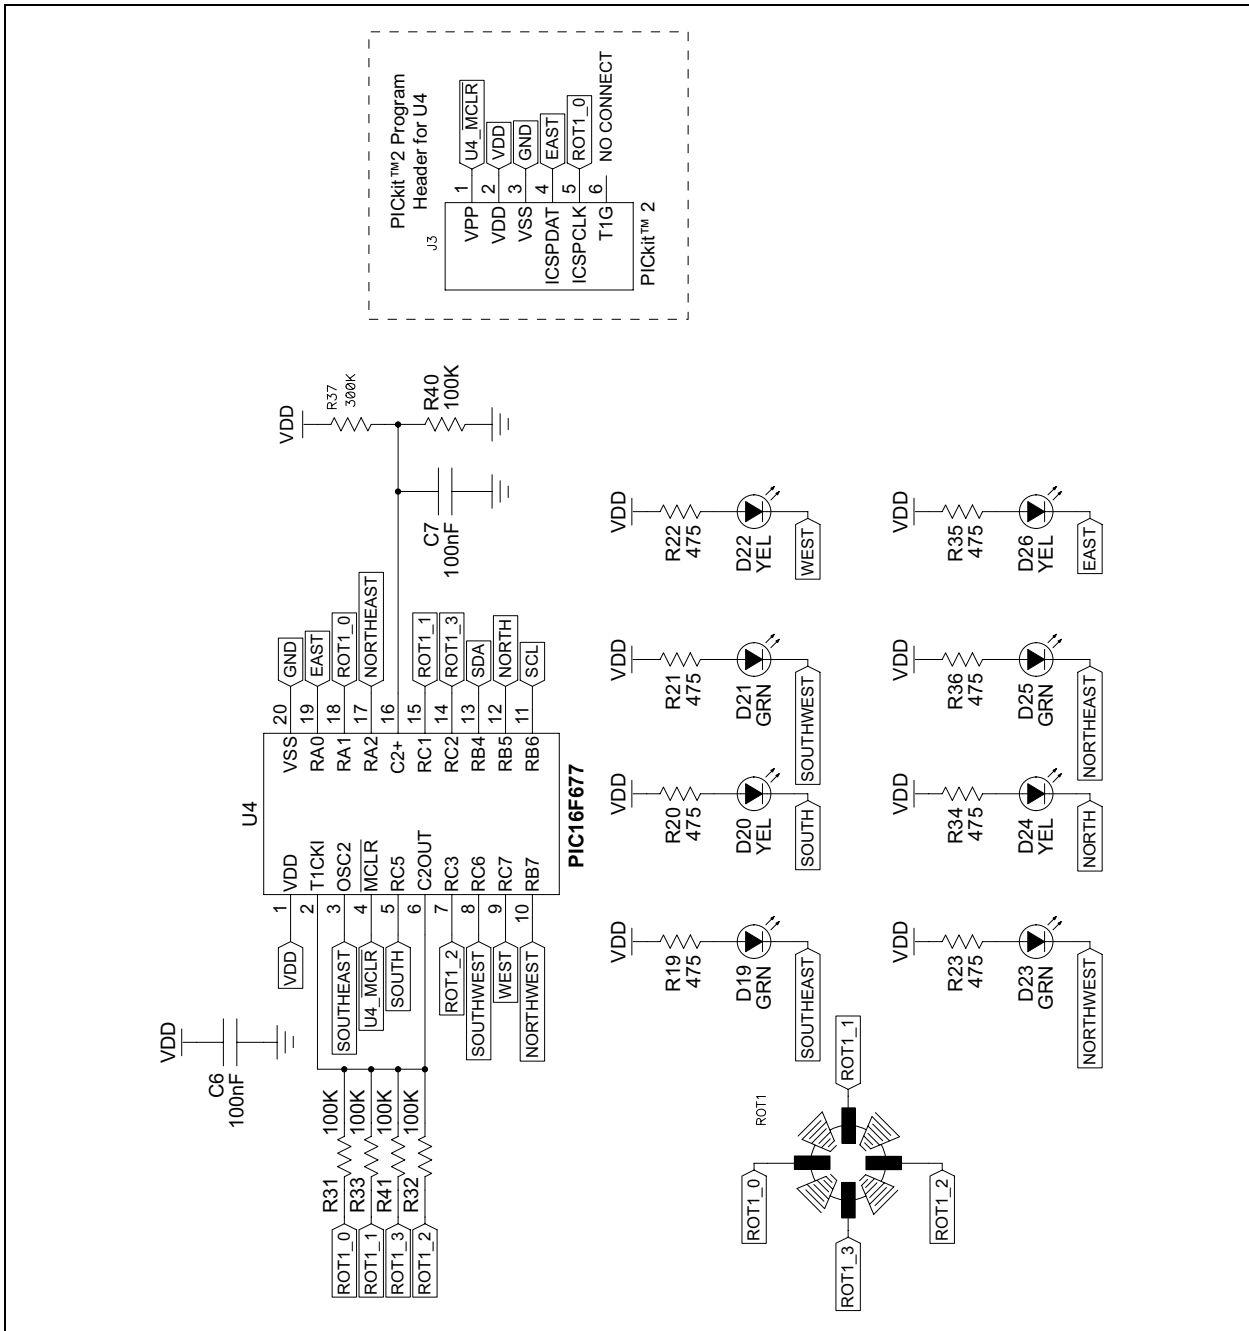 PICkit™2 Program
Header for U4
J3
VPP 1 U4_MCLR
VDD 2 VDD
VSS 3 GND
ICSPDAT 4 EAST
ICSPCLK 5 ROT1_0
T1G 6 NO CONNECT
PICkit™ 2
VDD
R37
300K
R40
100K
C7
100nF
U4
VSS 20 GND
RA0 19 EAST
RA1 18 ROT1_0
RA2 17 NORTHEAST
C2+ 16
RC1 15 ROT1_1
RC2 14 ROT1_3
RB4 13 SDA
RB5 12 NORTH
RB6 11 SCL
VDD 1 VDD
T1CKI 2
OSC2 3 SOUTHEAST
MCLR 4 U4_MCLR
RC5 5 SOUTH
C2OUT 6
RC3 7 ROT1_2
RC6 8 SOUTHWEST
RC7 9 WEST
RB7 10 NORTHWEST
PIC16F677
VDD
C6
100nF
ROT1_0 R31 100K
ROT1_1 R33 100K
ROT1_3 R41 100K
ROT1_2 R32 100K
VDD
R22
475
D22
YEL
WEST
VDD
R21
475
D21
GRN
SOUTHWEST
VDD
R20
475
D20
YEL
SOUTH
VDD
R19
475
D19
GRN
SOUTHEAST
VDD
R35
475
D26
YEL
EAST
VDD
R36
475
D25
GRN
NORTHEAST
VDD
R34
475
D24
YEL
NORTH
VDD
R23
475
D23
GRN
NORTHWEST
ROT1
ROT1_1
ROT1_0
ROT1_2
ROT1_3